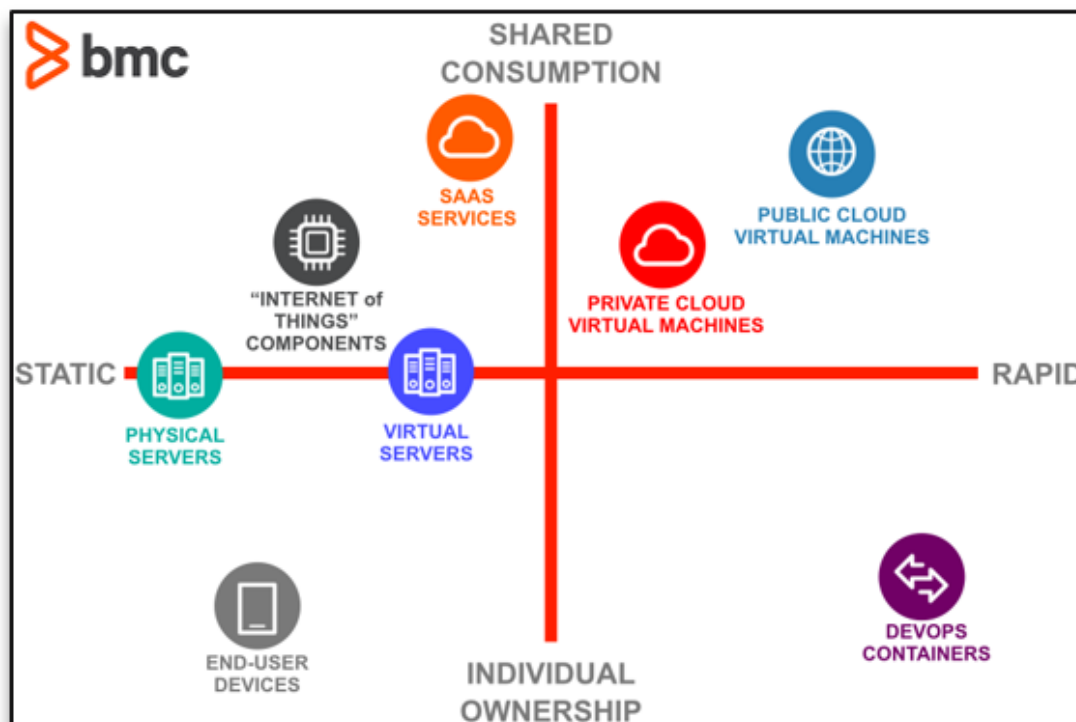 bmc
SHARED
CONSUMPTION
SAAS
SERVICES
PUBLIC CLOUD
VIRTUAL MACHINES
“INTERNET of
THINGS”
COMPONENTS
PRIVATE CLOUD
VIRTUAL MACHINES
STATIC
RAPID
PHYSICAL
SERVERS
VIRTUAL
SERVERS
END-USER
DEVICES
DEVOPS
CONTAINERS
INDIVIDUAL
OWNERSHIP